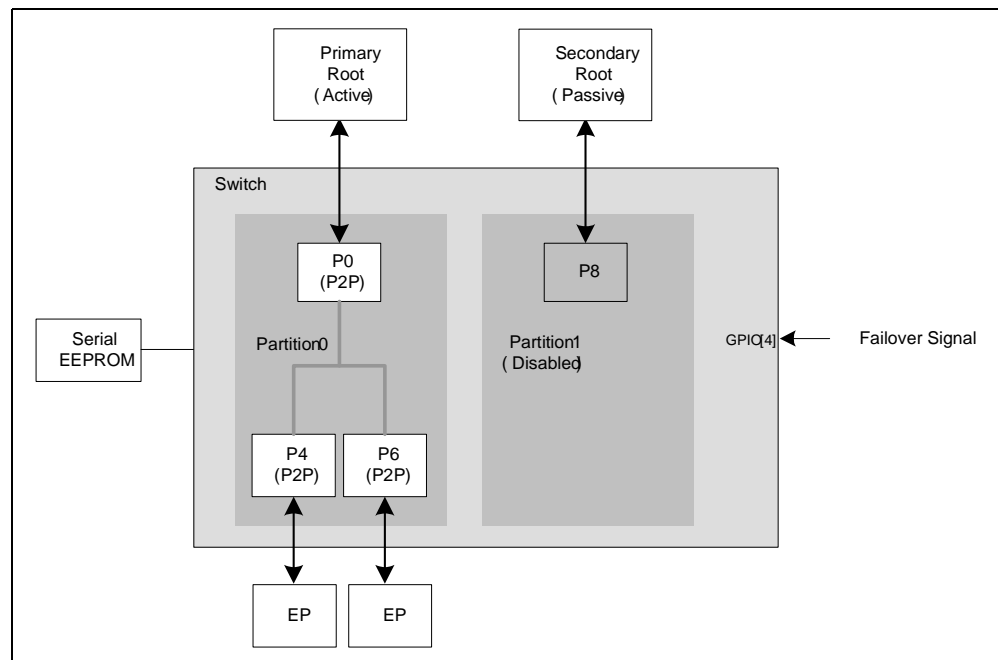 Primary
Root
( Active)
Secondary
Root
( Passive)
Switch
P0
(P2P)
P8
Serial
EEPROM
Partition0
Partition1
( Disabled)
GPIO[4]
Failover Signal
P4
(P2P)
P6
(P2P)
EP
EP